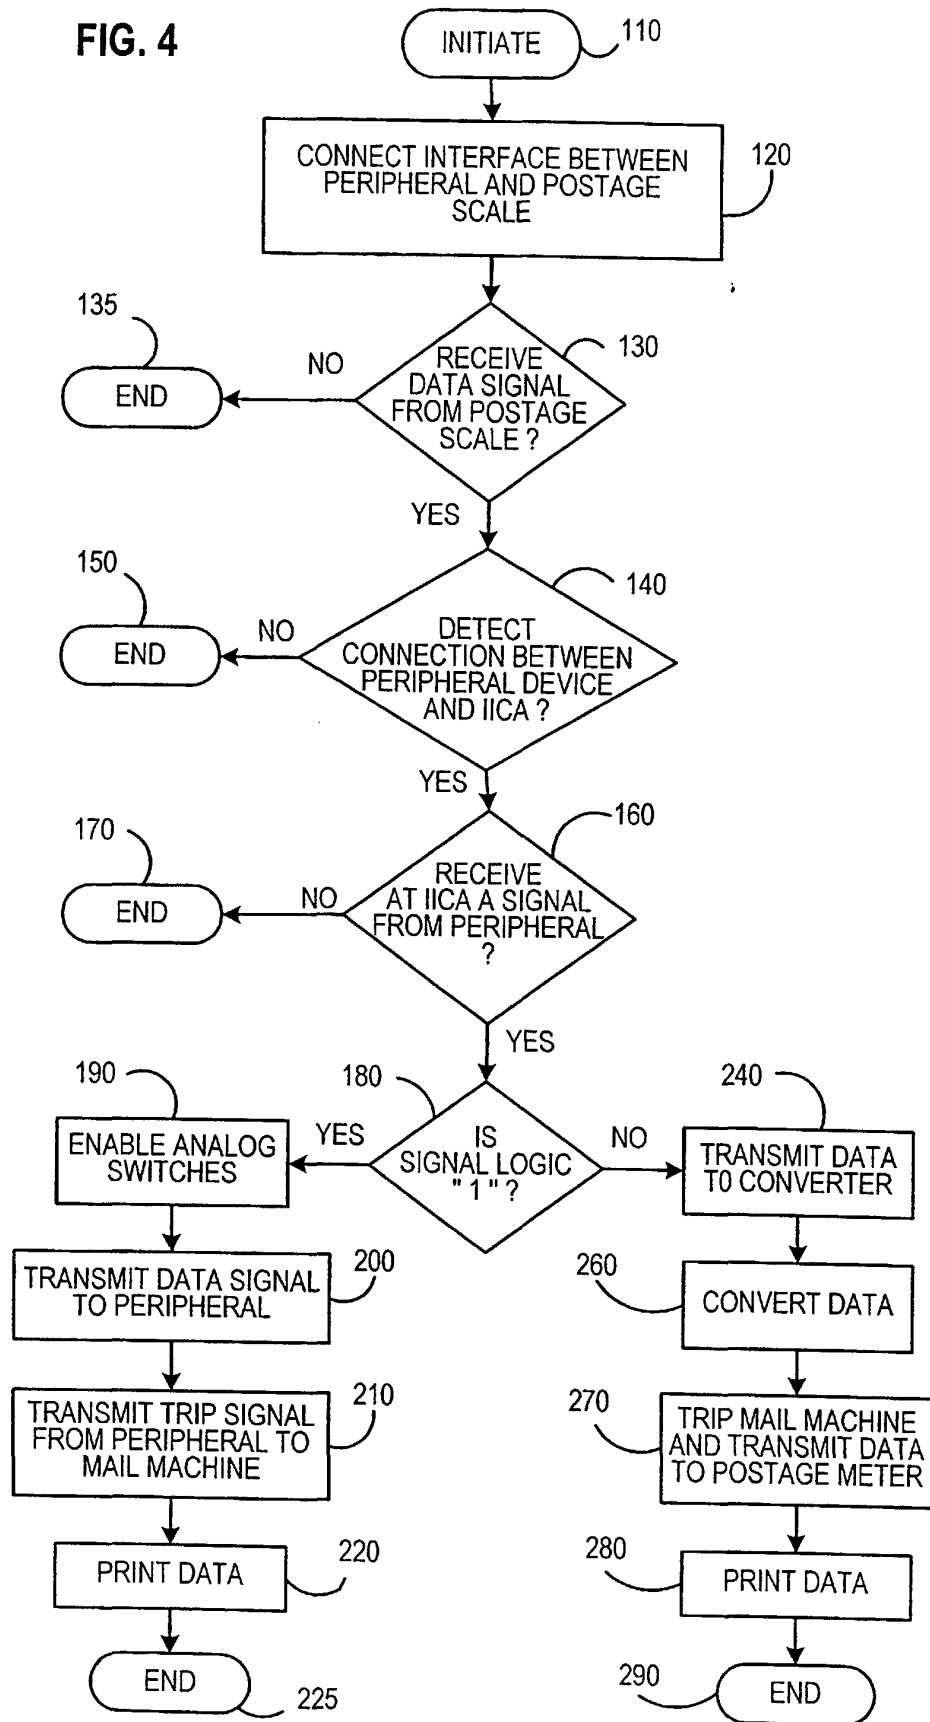 FIG. 4
INITIATE
110
CONNECT INTERFACE BETWEEN
PERIPHERAL AND POSTAGE
SCALE
120
135
END
NO
RECEIVE
DATA SIGNAL
FROM POSTAGE
SCALE ?
130
YES
150
END
NO
DETECT
CONNECTION BETWEEN
PERIPHERAL DEVICE
AND IICA ?
140
YES
170
END
NO
RECEIVE
AT IICA A SIGNAL
FROM PERIPHERAL
?
160
YES
190
ENABLE ANALOG
SWITCHES
YES
180
IS
SIGNAL LOGIC
" 1 " ?
NO
240
TRANSMIT DATA
T0 CONVERTER
TRANSMIT DATA SIGNAL
TO PERIPHERAL
200
260
CONVERT DATA
TRANSMIT TRIP SIGNAL
FROM PERIPHERAL TO
MAIL MACHINE
210
270
TRIP MAIL MACHINE
AND TRANSMIT DATA
TO POSTAGE METER
PRINT DATA
220
280
PRINT DATA
END
225
290
END